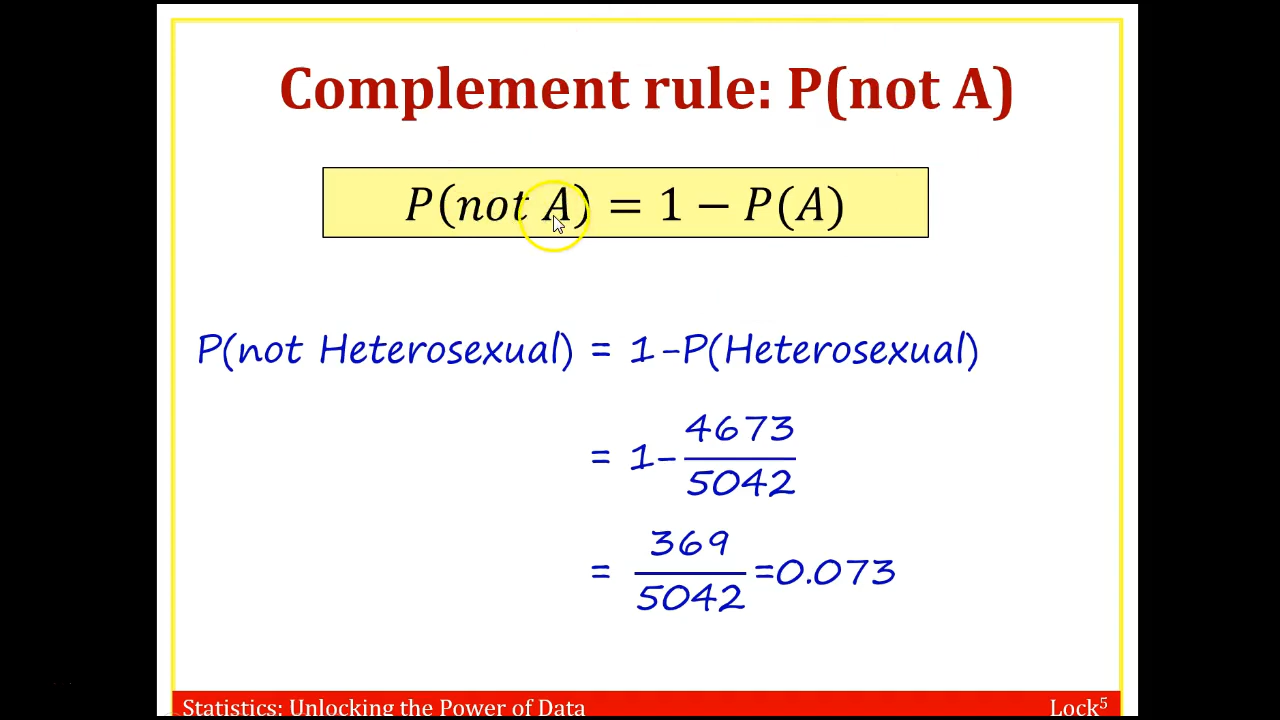 Complement rule: P(not A)
P(not A) = 1 − P(A)
P(not Heterosexual) = 1-P(Heterosexual)
= 1- 4673/5042
= 369/5042 =0.073
Statistics: Unlocking the Power of Data Lock⁵